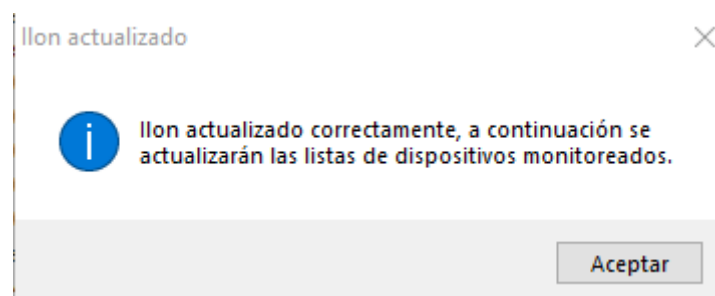 Ilon actualizado
Ilon actualizado correctamente, a continuación se
actualizarán las listas de dispositivos monitoreados.
Aceptar